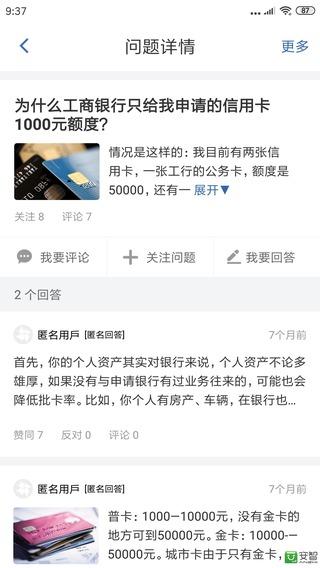 9:37
87
问题详情
更多
为什么工商银行只给我申请的信用卡
1000元额度？
情况是这样的：我目前有两张信
用卡，一张工行的公务卡，额度是
50000，还有一 展开▼
关注 8 评论 7
我要评论
关注问题
我要回答
2 个回答
匿名用戶 [匿名回答] 7个月前
首先，你的个人资产其实对银行来说，个人资产不论多
雄厚，如果没有与申请银行有过业务往来的，可能也会
降低批卡率。比如，你个人有房产、车辆，在银行也...
赞同 7 反对 0 评论 0
匿名用戶 [匿名回答] 7个月前
普卡：1000—10000元，没有金卡的
地方可到50000元。金卡：10000-—
50000元。城市卡由于只有金卡，
安智